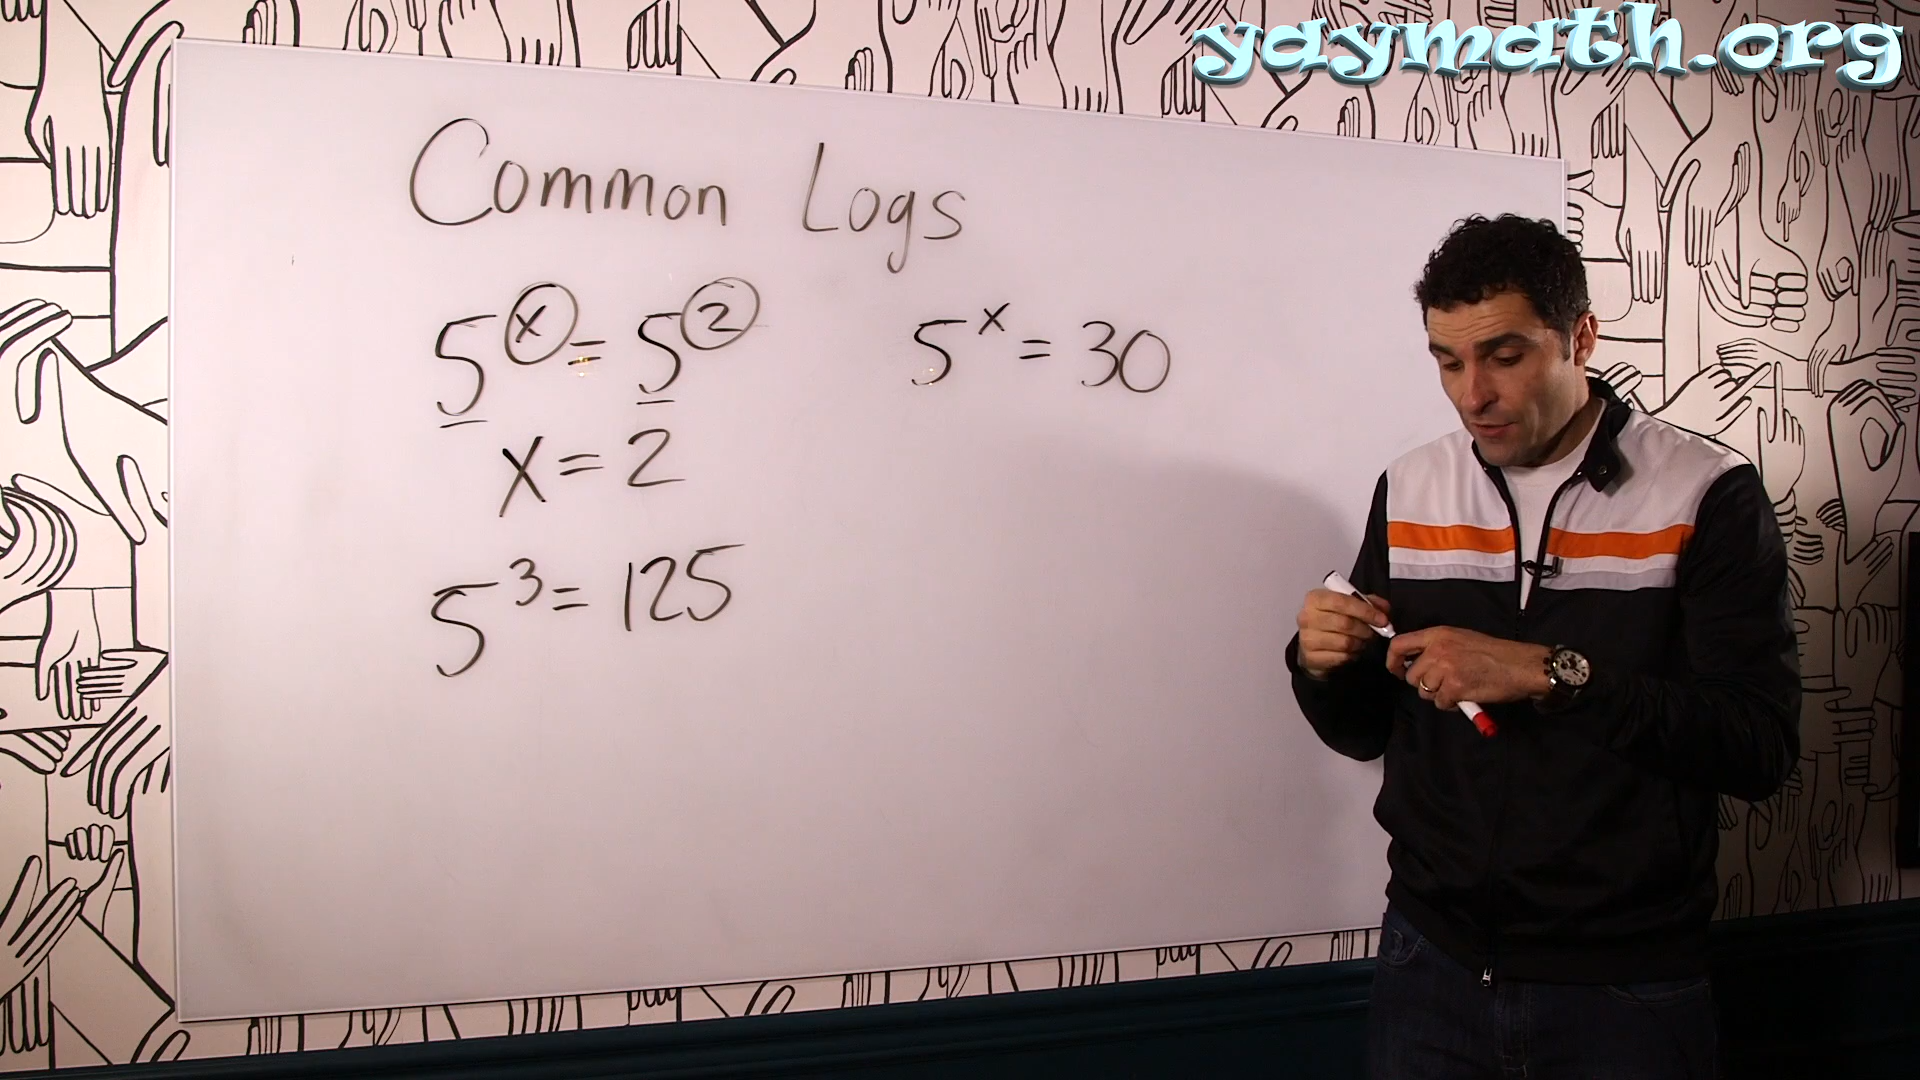 yaymath.org
Common Logs
5^x = 5^2
x = 2
5^3 = 125
5^x = 30